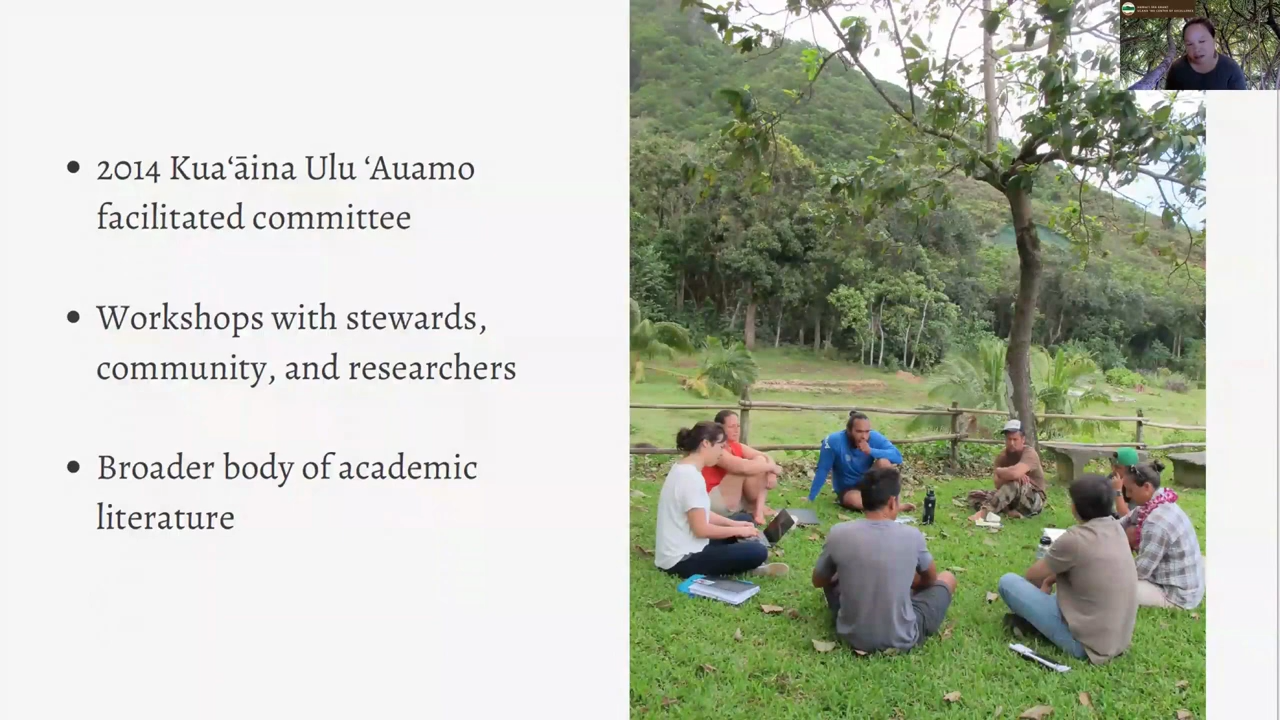 • 2014 Kuaʻāina Ulu ʻAuamo
facilitated committee
• Workshops with stewards,
community, and researchers
• Broader body of academic
literature